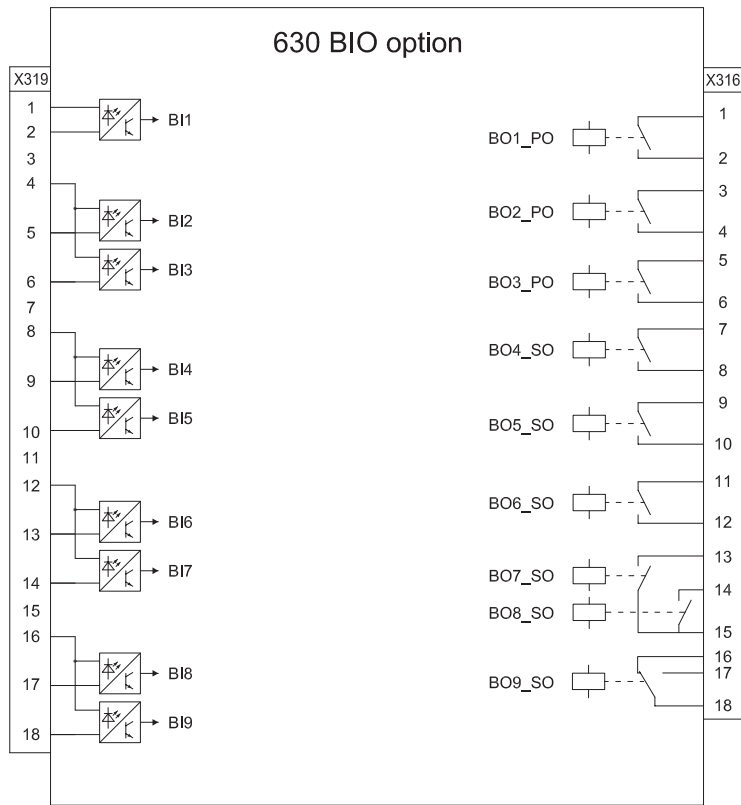 630 BIO option
X319
1
2
3
4
5
6
7
8
9
10
11
12
13
14
15
16
17
18
BI1
BI2
BI3
BI4
BI5
BI6
BI7
BI8
BI9
BO1_PO
BO2_PO
BO3_PO
BO4_SO
BO5_SO
BO6_SO
BO7_SO
BO8_SO
BO9_SO
X316
1
2
3
4
5
6
7
8
9
10
11
12
13
14
15
16
17
18